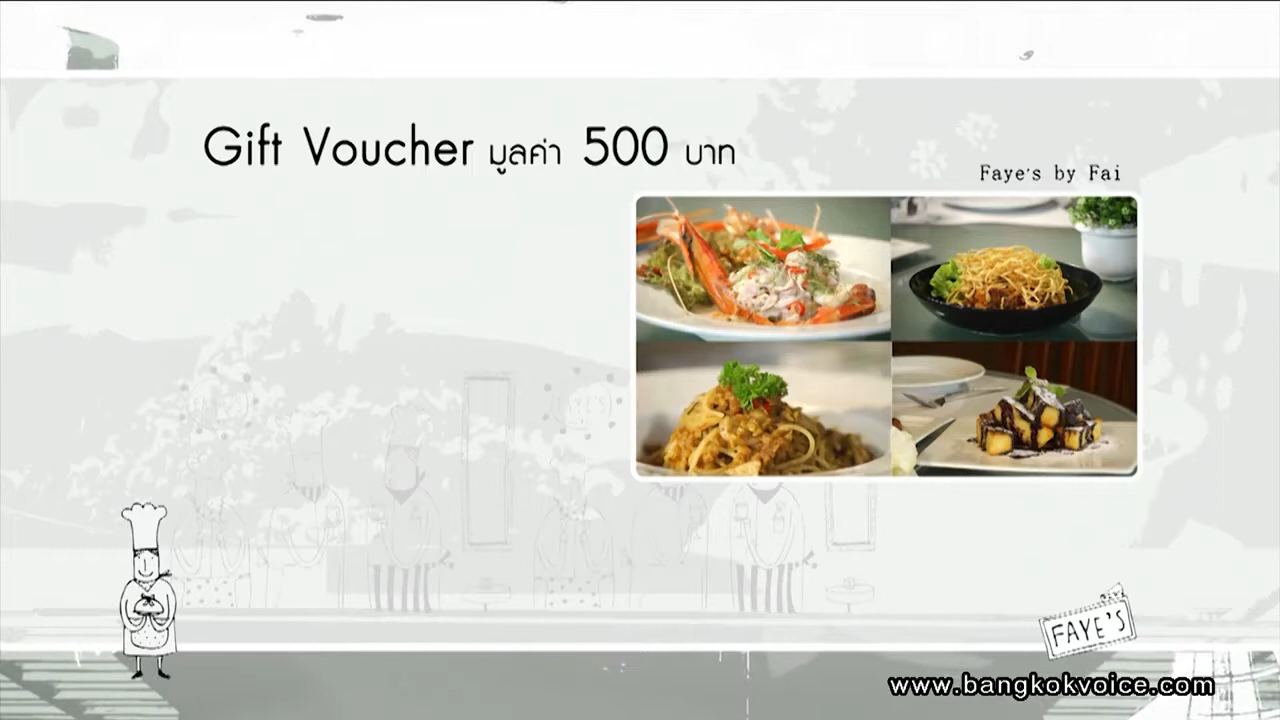 Gift Voucher มูลค่า 500 บาท
Faye's by Fai
FAYE'S
www.bangkokvoice.com